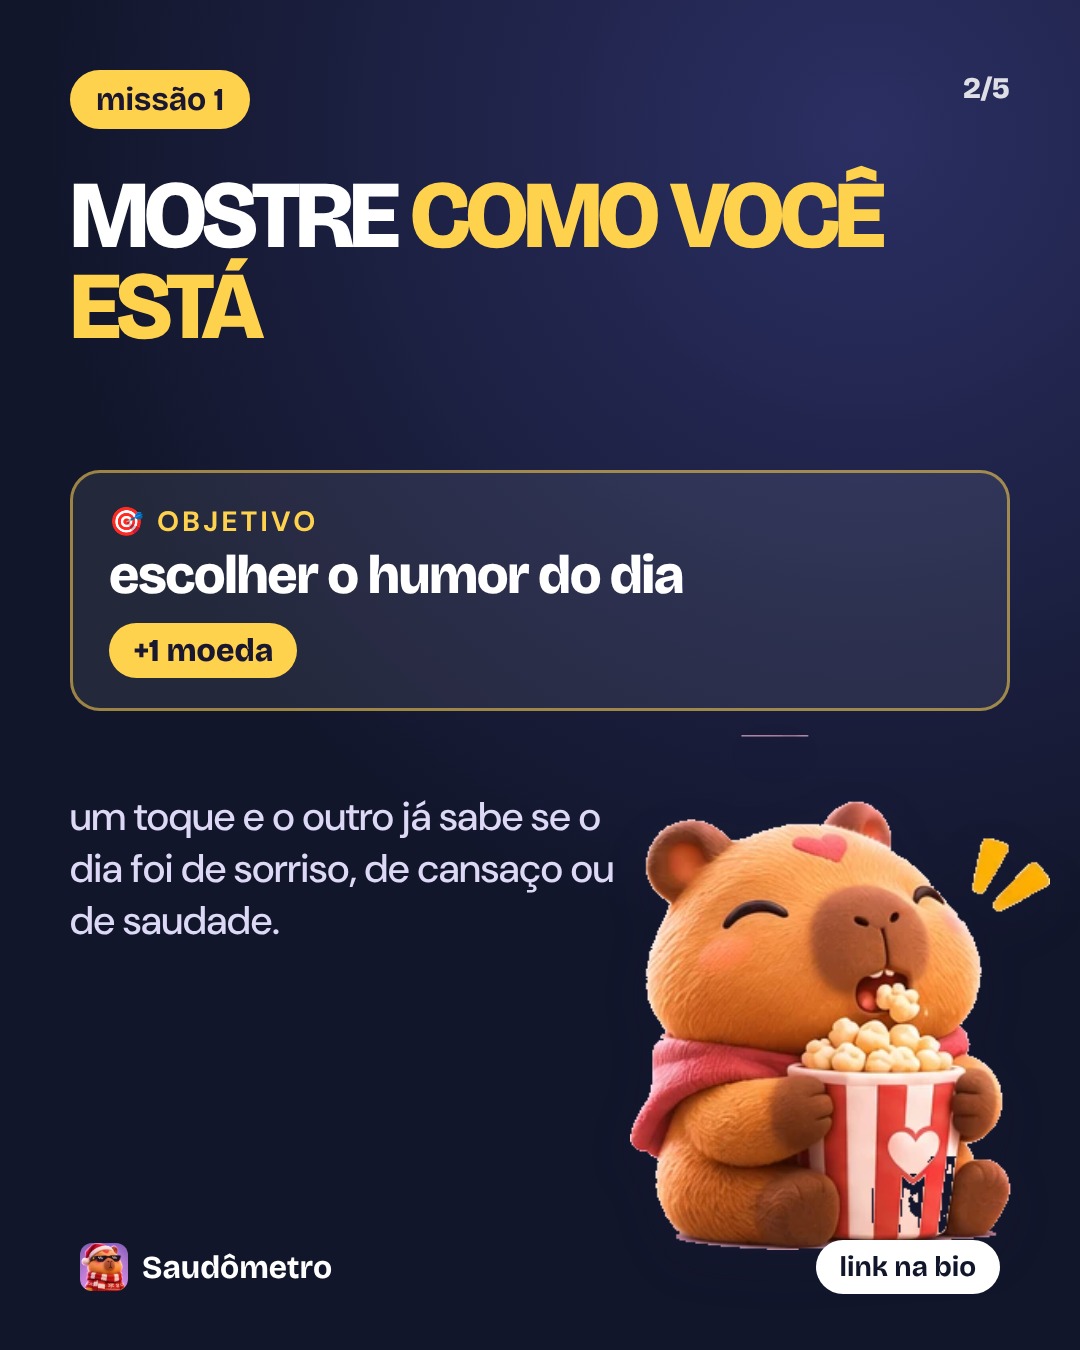 missão 1
2/5
MOSTRE COMO VOCÊ
ESTÁ
🎯 OBJETIVO
escolher o humor do dia
+1 moeda
um toque e o outro já sabe se o
dia foi de sorriso, de cansaço ou
de saudade.
Saudômetro
link na bio